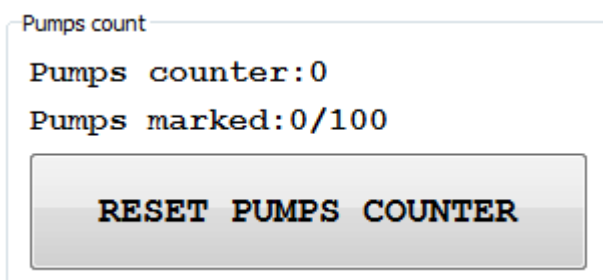 Pumps count
Pumps counter:0
Pumps marked:0/100
RESET PUMPS COUNTER